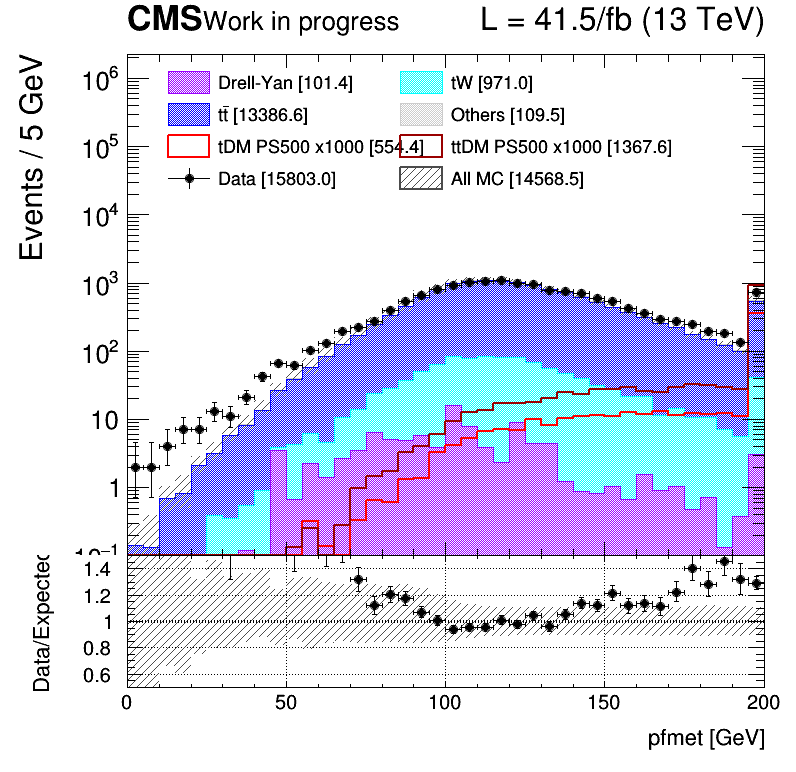 CMS Work in progress L = 41.5/fb (13 TeV)
Events / 5 GeV
Drell-Yan [101.4] tW [971.0]
tt̄ [13386.6] Others [109.5]
tDM PS500 x1000 [554.4] ttDM PS500 x1000 [1367.6]
Data [15803.0] All MC [14568.5]
10⁶
10⁵
10⁴
10³
10²
10
1
10⁻¹
Data/Expected
1.4
1.2
1
0.8
0.6
0 50 100 150 200
pfmet [GeV]